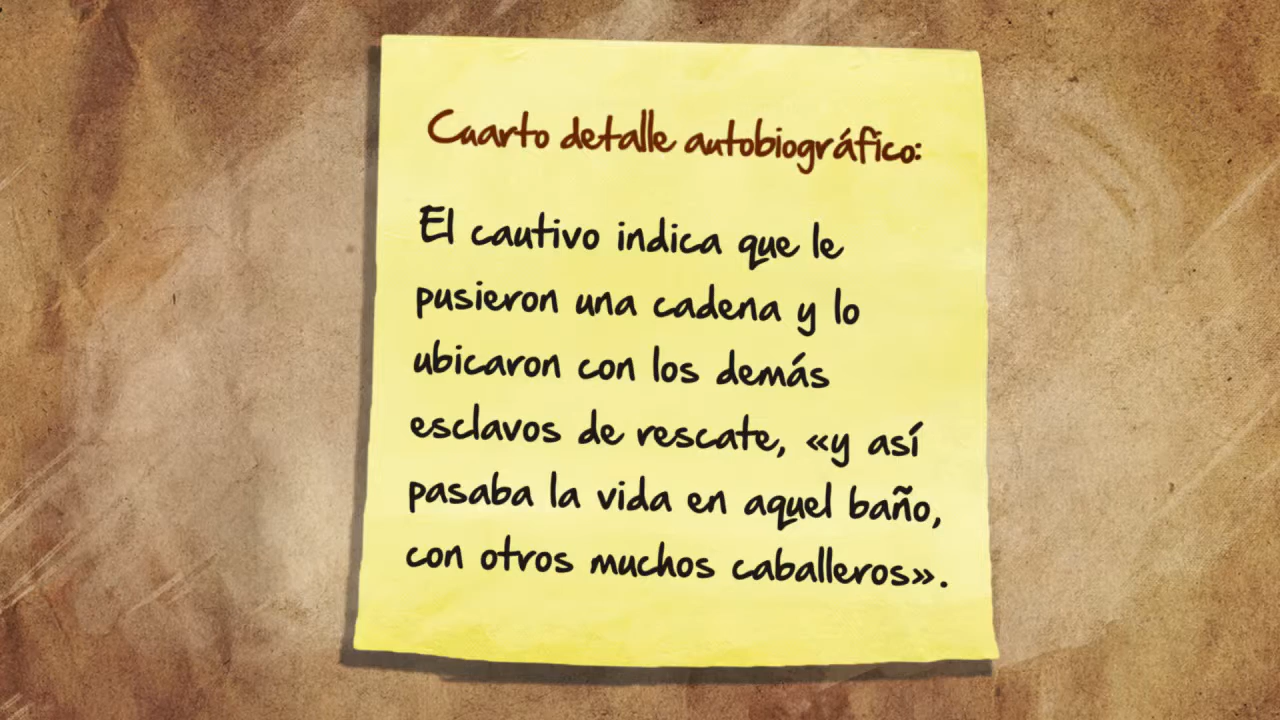 Cuarto detalle autobiográfico:
El cautivo indica que le
pusieron una cadena y lo
ubicaron con los demás
esclavos de rescate, «y así
pasaba la vida en aquel baño,
con otros muchos caballeros».